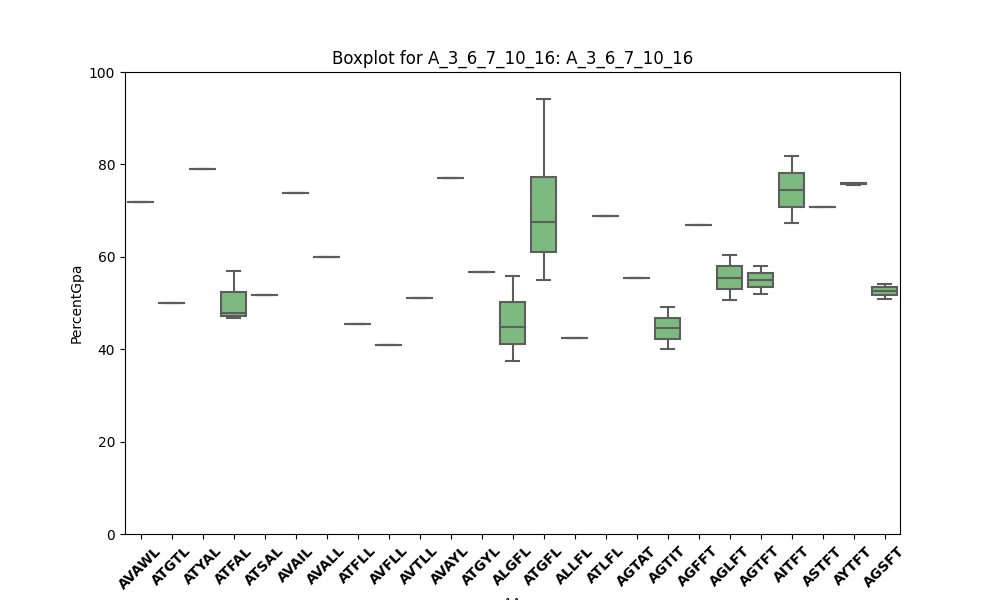 Boxplot for A_3_6_7_10_16: A_3_6_7_10_16
PercentGpa
100
80
60
40
20
0
AVAWL ATGTL ATYAL ATFAL ATSAL AVAIL AVALL ATFLL AVFLL AVTLL AVAYL ATGYL ALGFL ATGFL ALLFL ATLFL AGTAT AGTIT AGFFT AGLFT AGTFT AITFT ASTFT AYTFT AGSFT